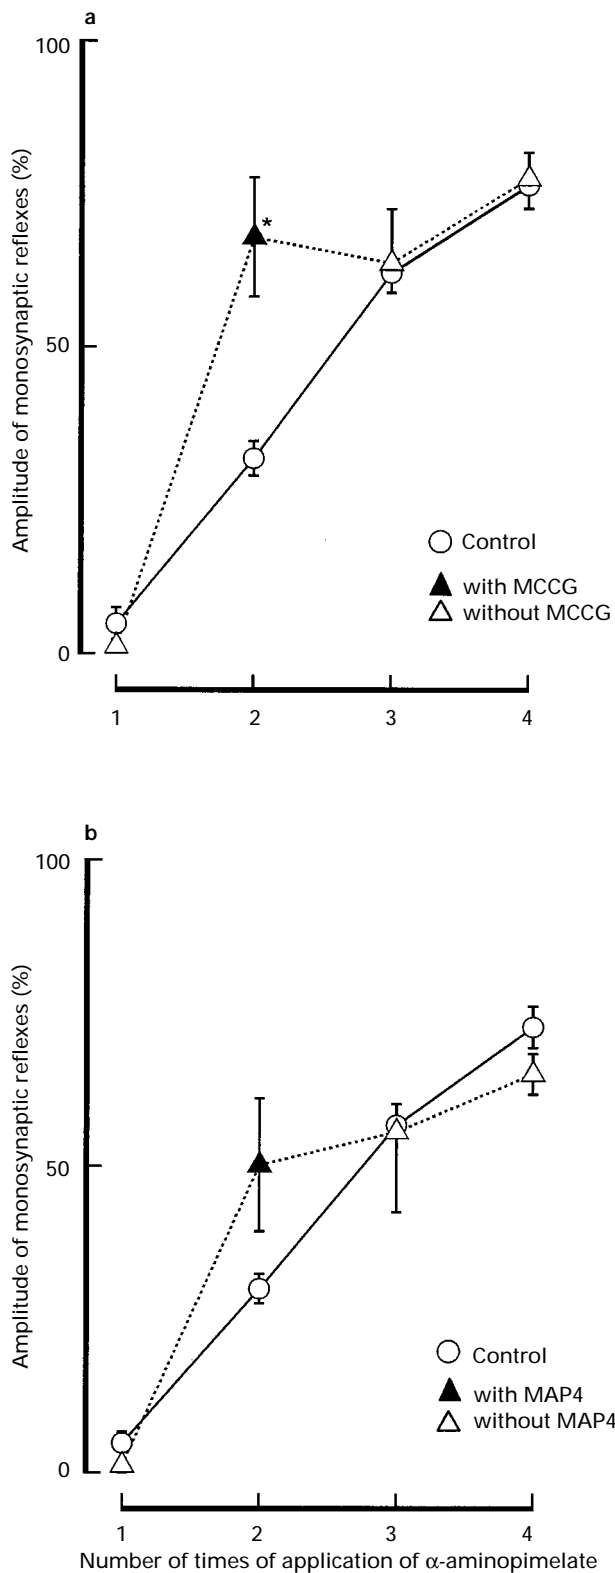 a
100
50
0
Amplitude of monosynaptic reflexes (%)
*
Control
with MCCG
without MCCG
1 2 3 4
b
100
50
0
Amplitude of monosynaptic reflexes (%)
Control
with MAP4
without MAP4
1 2 3 4
Number of times of application of α-aminopimelate